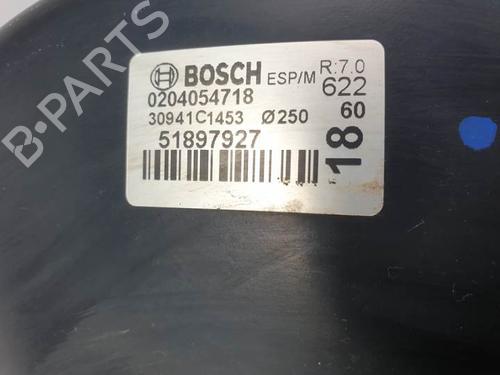 BOSCH ESP/M R:7.0
0204054718 622
30941C1453 Ø250 60
51897927
18
B-PARTS